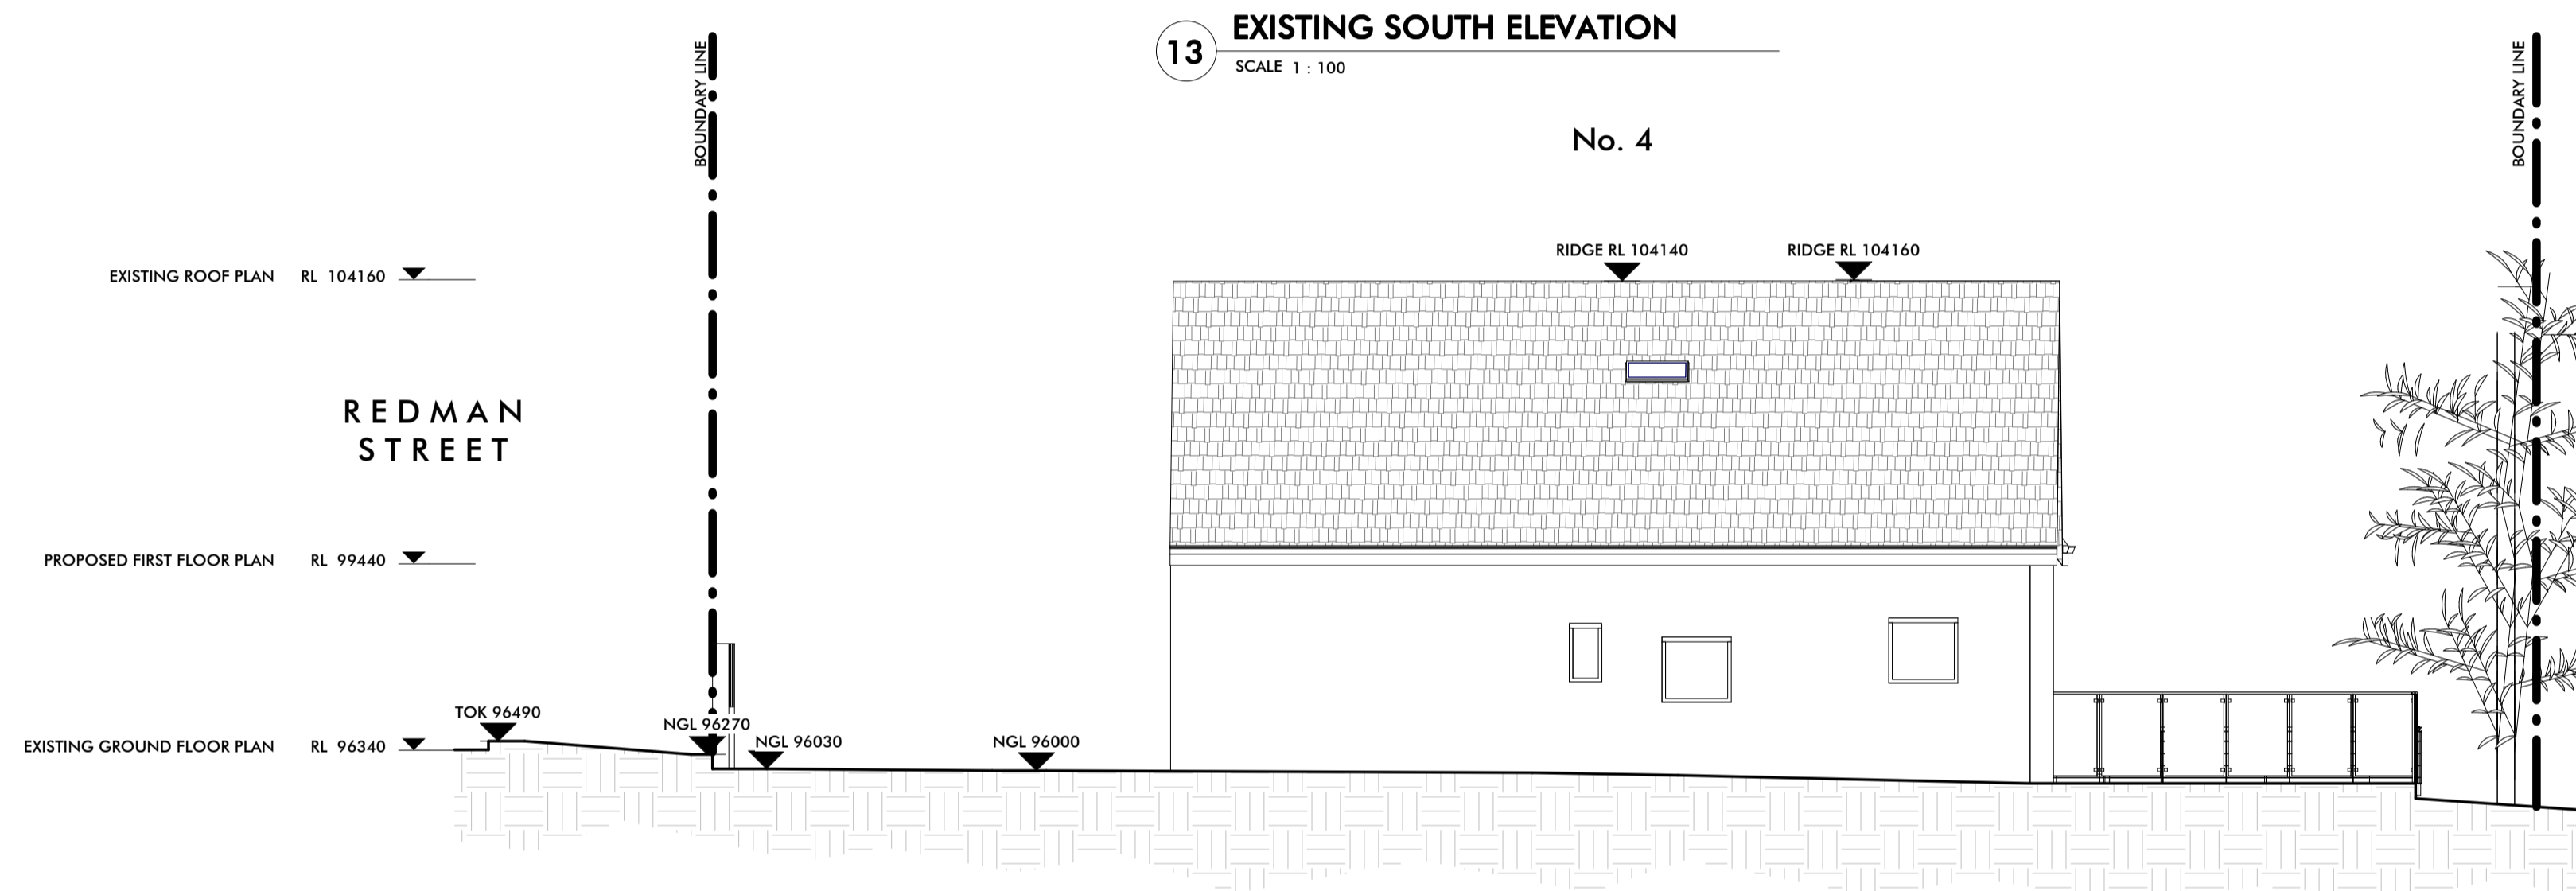 13 EXISTING SOUTH ELEVATION
SCALE 1 : 100
BOUNDARY LINE
BOUNDARY LINE
No. 4
RIDGE RL 104140
RIDGE RL 104160
EXISTING ROOF PLAN RL 104160
REDMAN
STREET
PROPOSED FIRST FLOOR PLAN RL 99440
TOK 96490
NGL 96270
NGL 96030
NGL 96000
EXISTING GROUND FLOOR PLAN RL 96340